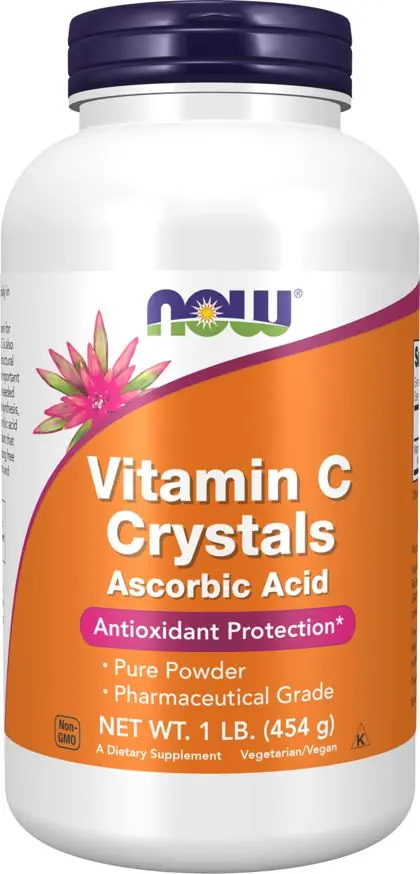 now®
Vitamin C
Crystals
Ascorbic Acid
Antioxidant Protection*
• Pure Powder
• Pharmaceutical Grade
NET WT. 1 LB. (454 g)
Non-
GMO
K
A Dietary Supplement Vegetarian/Vegan